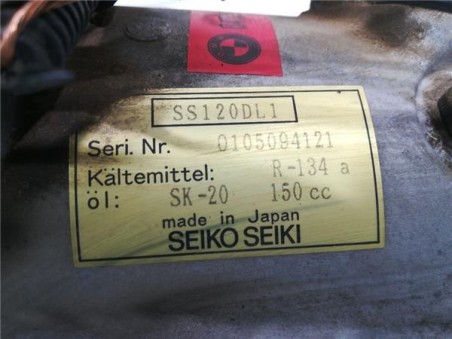 SS120DL1
Seri. Nr. 0105094121
Kältemittel: R-134 a
öl: SK-20 150 cc
made in Japan
SEIKO SEIKI